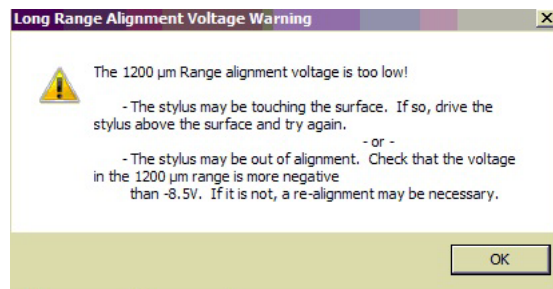 Long Range Alignment Voltage Warning
The 1200 µm Range alignment voltage is too low!
- The stylus may be touching the surface. If so, drive the
stylus above the surface and try again.
- or -
- The stylus may be out of alignment. Check that the voltage
in the 1200 µm range is more negative
than -8.5V. If it is not, a re-alignment may be necessary.
OK